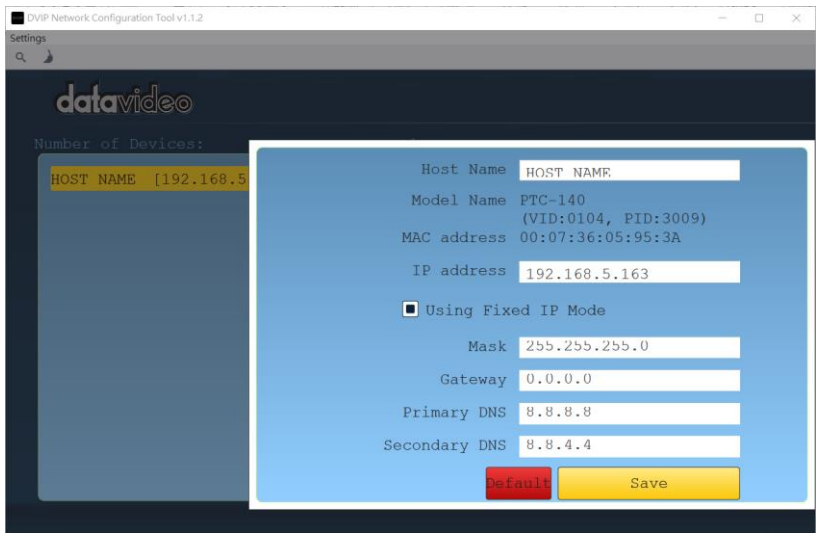 DVIP Network Configuration Tool v1.1.2
Settings
datavideo
Number of Devices:
HOST NAME [192.168.5
Host Name HOST NAME
Model Name PTC-140
(VID:0104, PID:3009)
MAC address 00:07:36:05:95:3A
IP address 192.168.5.163
Using Fixed IP Mode
Mask 255.255.255.0
Gateway 0.0.0.0
Primary DNS 8.8.8.8
Secondary DNS 8.8.4.4
Default Save